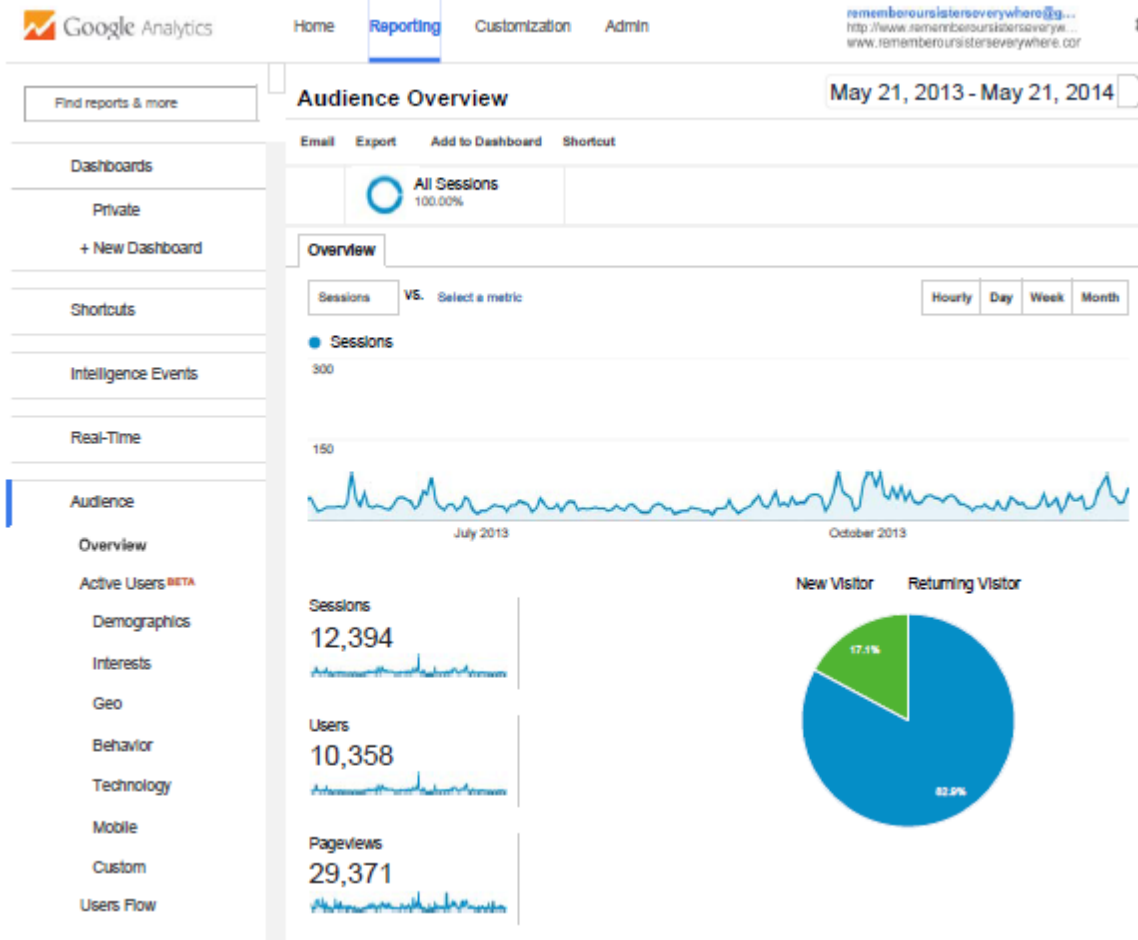 Google Analytics
Home Reporting Customization Admin
rememberoursisterseverywhere@g...
http://www.rememberoursisterseveryw...
www.rememberoursisterseverywhere.cor
Find reports & more
Audience Overview
May 21, 2013 - May 21, 2014
Email Export Add to Dashboard Shortcut
Dashboards
Private
+ New Dashboard
Shortcuts
Intelligence Events
Real-Time
Audience
Overview
Active Users BETA
Demographics
Interests
Geo
Behavior
Technology
Mobile
Custom
Users Flow
All Sessions
100.00%
Overview
Sessions VS. Select a metric
Hourly Day Week Month
Sessions
300
150
July 2013 October 2013
Sessions
12,394
Users
10,358
Pageviews
29,371
New Visitor Returning Visitor
17.1%
82.9%